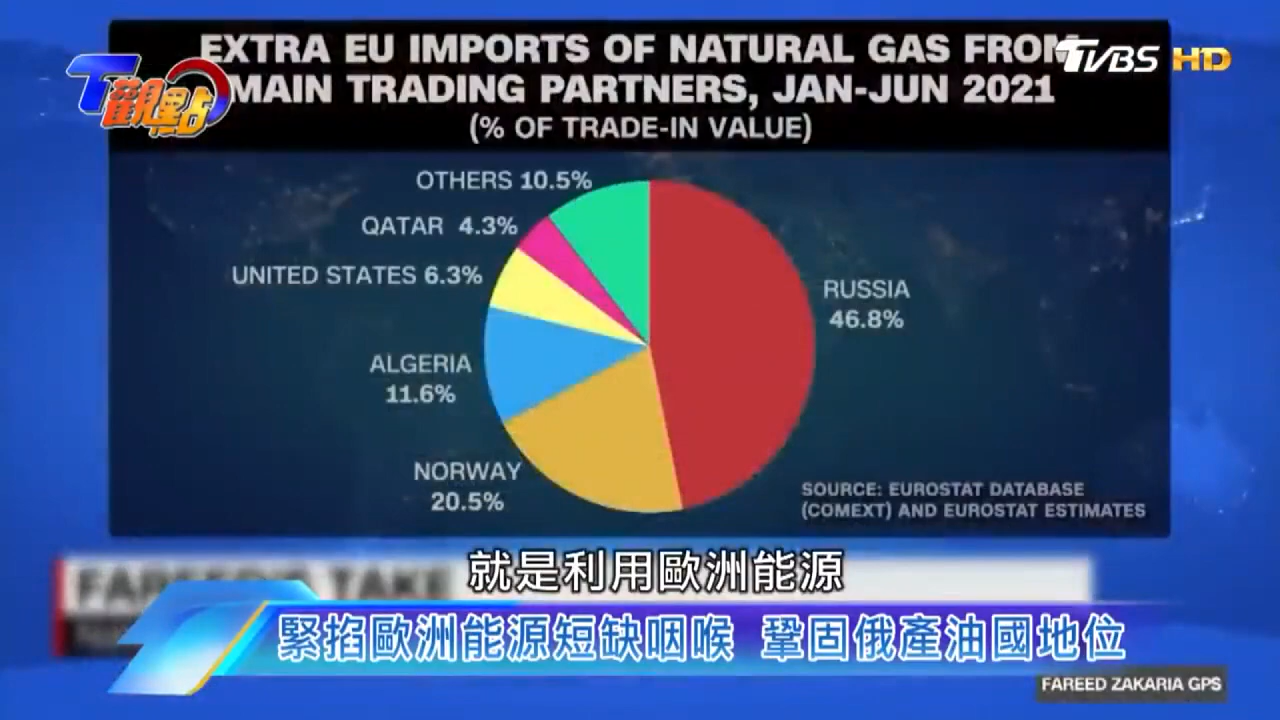 EXTRA EU IMPORTS OF NATURAL GAS FROM
TVBS HD
T觀點
MAIN TRADING PARTNERS, JAN-JUN 2021
(% OF TRADE-IN VALUE)
OTHERS 10.5%
QATAR 4.3%
UNITED STATES 6.3%
RUSSIA
46.8%
ALGERIA
11.6%
NORWAY
20.5%
SOURCE: EUROSTAT DATABASE
(COMEXT) AND EUROSTAT ESTIMATES
就是利用歐洲能源
FAREED'S TAKE
緊掐歐洲能源短缺咽喉 鞏固俄產油國地位
FAREED ZAKARIA GPS